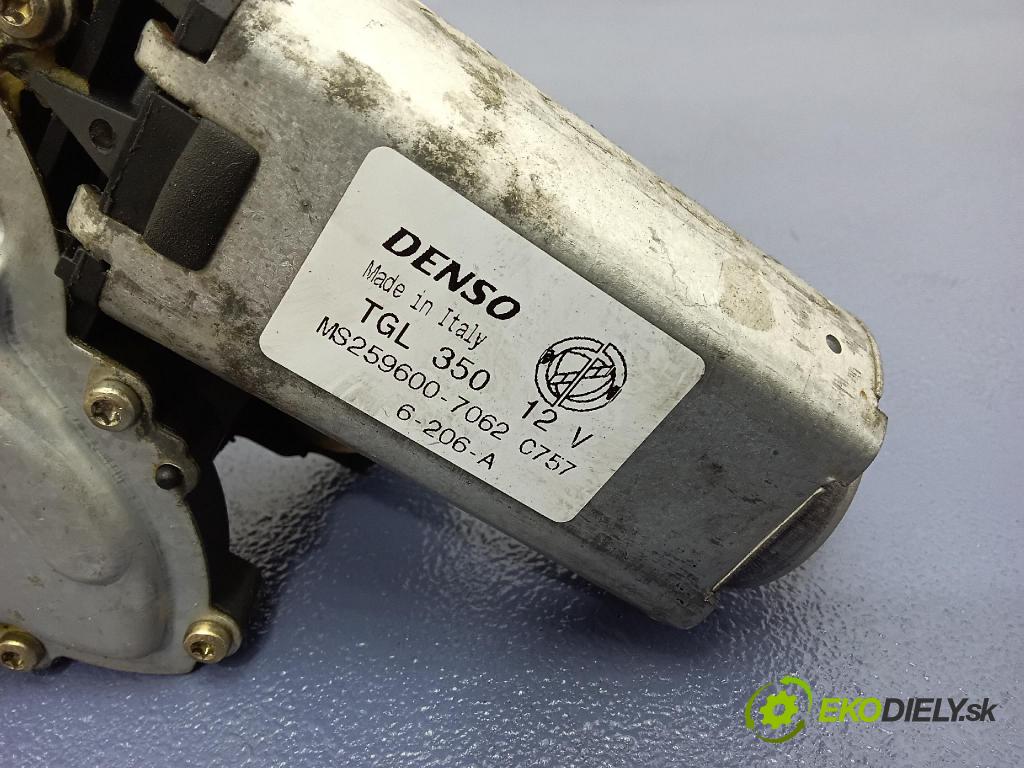 DENSO
Made in Italy
TGL 350 12 V
MS259600-7062 C757
6-206-A
EKODIELY.sk